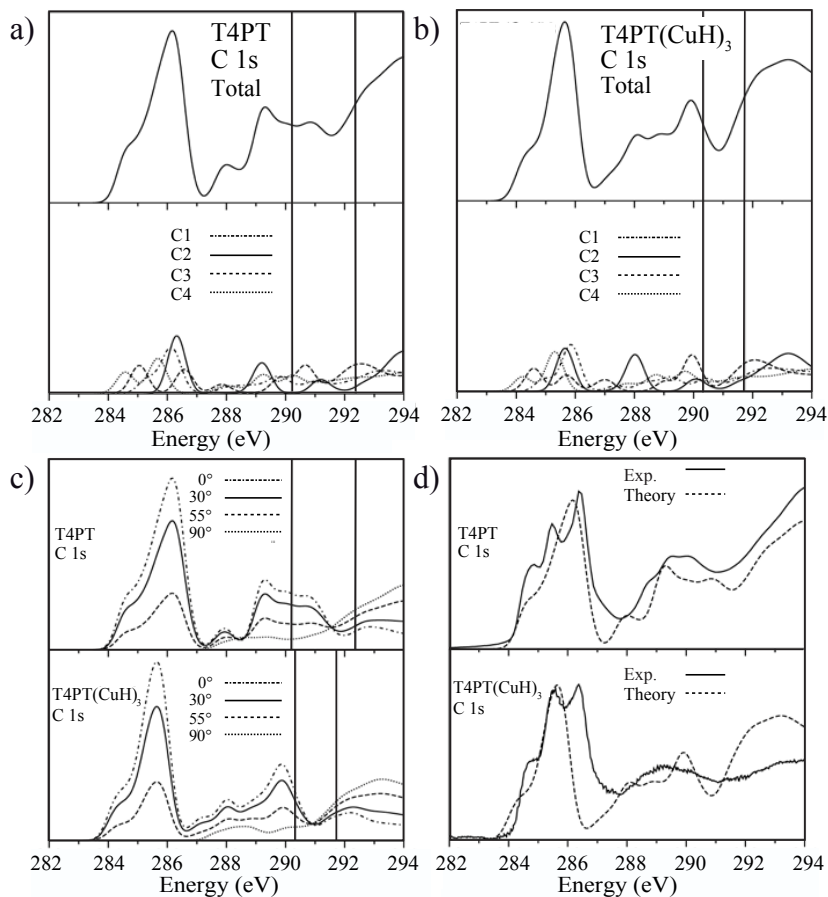 a)
T4PT
C 1s
Total
C1
C2
C3
C4
282 284 286 288 290 292 294
Energy (eV)
b)
T4PT(CuH)3
C 1s
Total
C1
C2
C3
C4
282 284 286 288 290 292 294
Energy (eV)
c)
T4PT
C 1s
0°
30°
55°
90°
T4PT(CuH)3
C 1s
0°
30°
55°
90°
282 284 286 288 290 292 294
Energy (eV)
d)
Exp.
Theory
T4PT
C 1s
Exp.
Theory
T4PT(CuH)3
C 1s
282 284 286 288 290 292 294
Energy (eV)